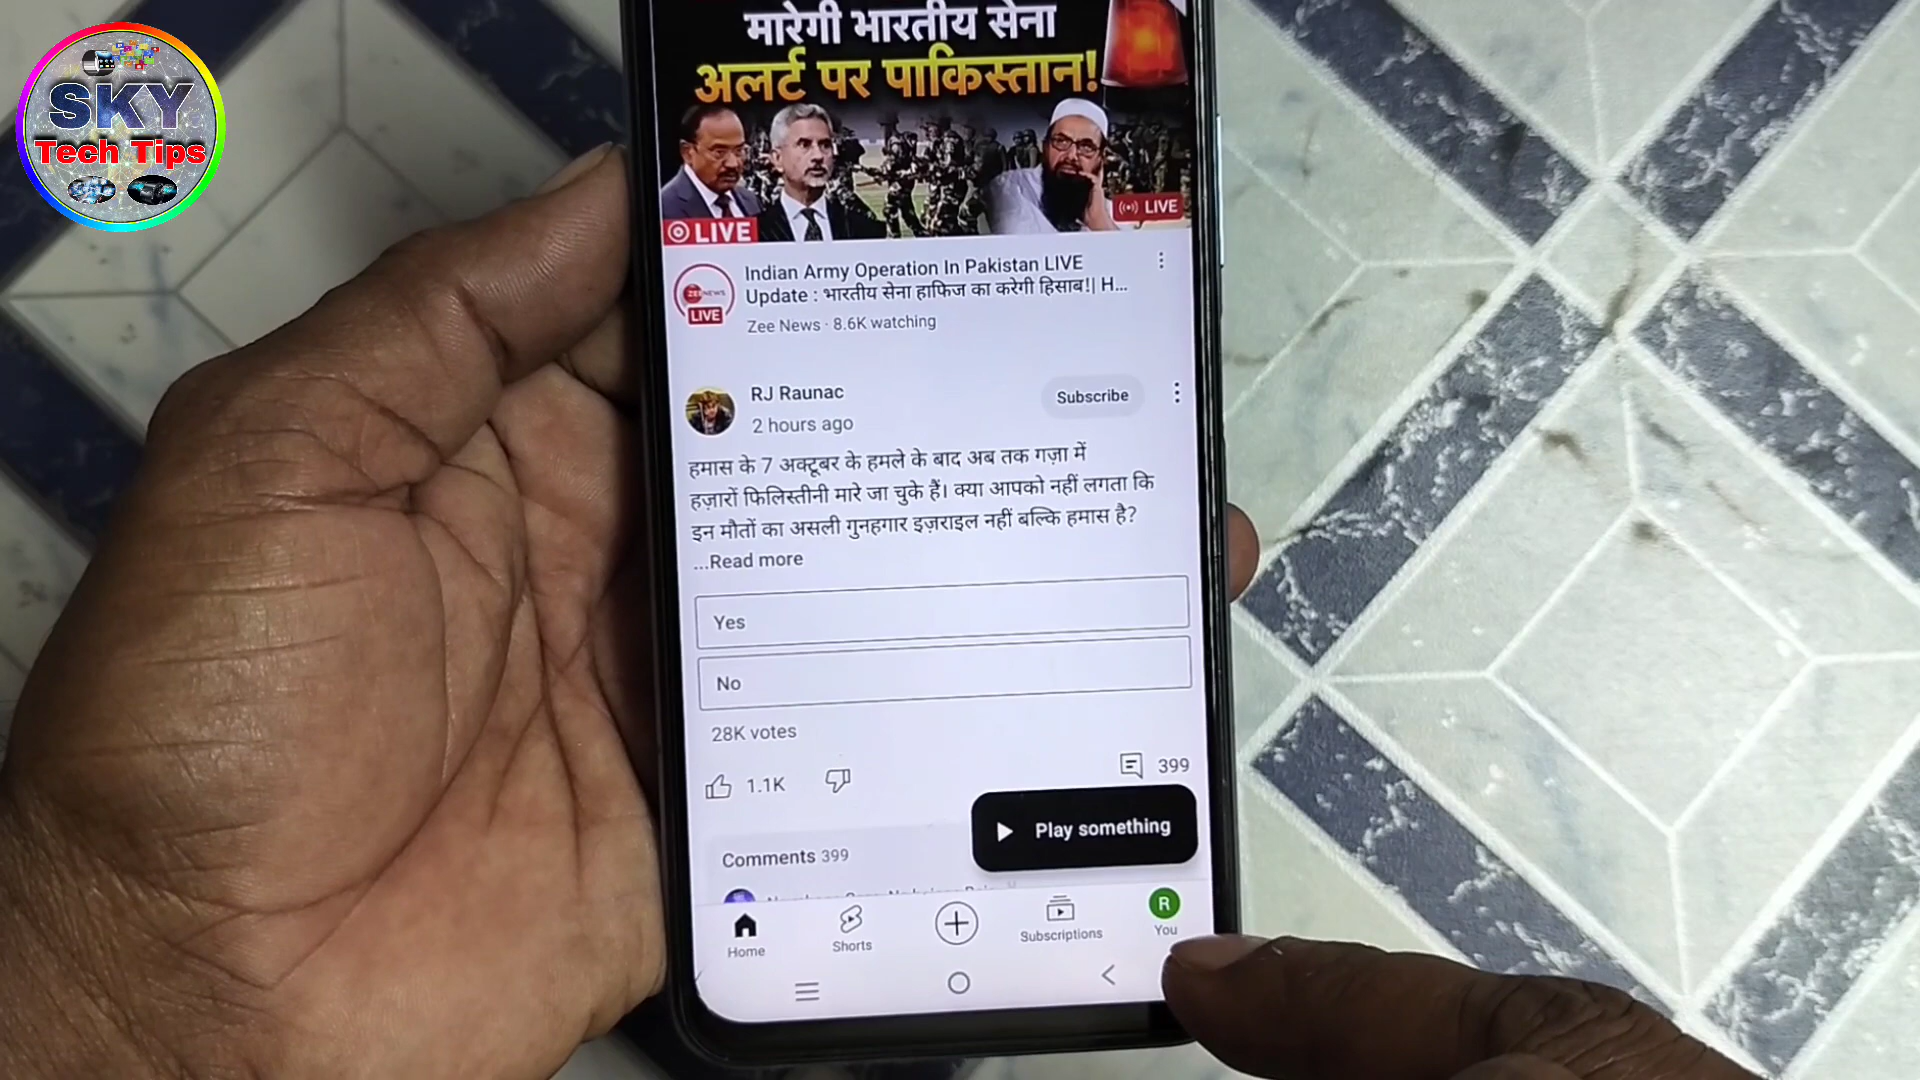 SKY
Tech Tips
मारेगी भारतीय सेना
अलर्ट पर पाकिस्तान!
LIVE
LIVE
ZEE NEWS
LIVE
Indian Army Operation In Pakistan LIVE
Update : भारतीय सेना हाफिज का करेगी हिसाब!| H...
Zee News · 8.6K watching
RJ Raunac
Subscribe
2 hours ago
हमास के 7 अक्टूबर के हमले के बाद अब तक गज़ा में
हज़ारों फिलिस्तीनी मारे जा चुके हैं। क्या आपको नहीं लगता कि
इन मौतों का असली गुनहगार इज़राइल नहीं बल्कि हमास है?
...Read more
Yes
No
28K votes
1.1K
399
Play something
Comments 399
R
Home
Shorts
Subscriptions
You